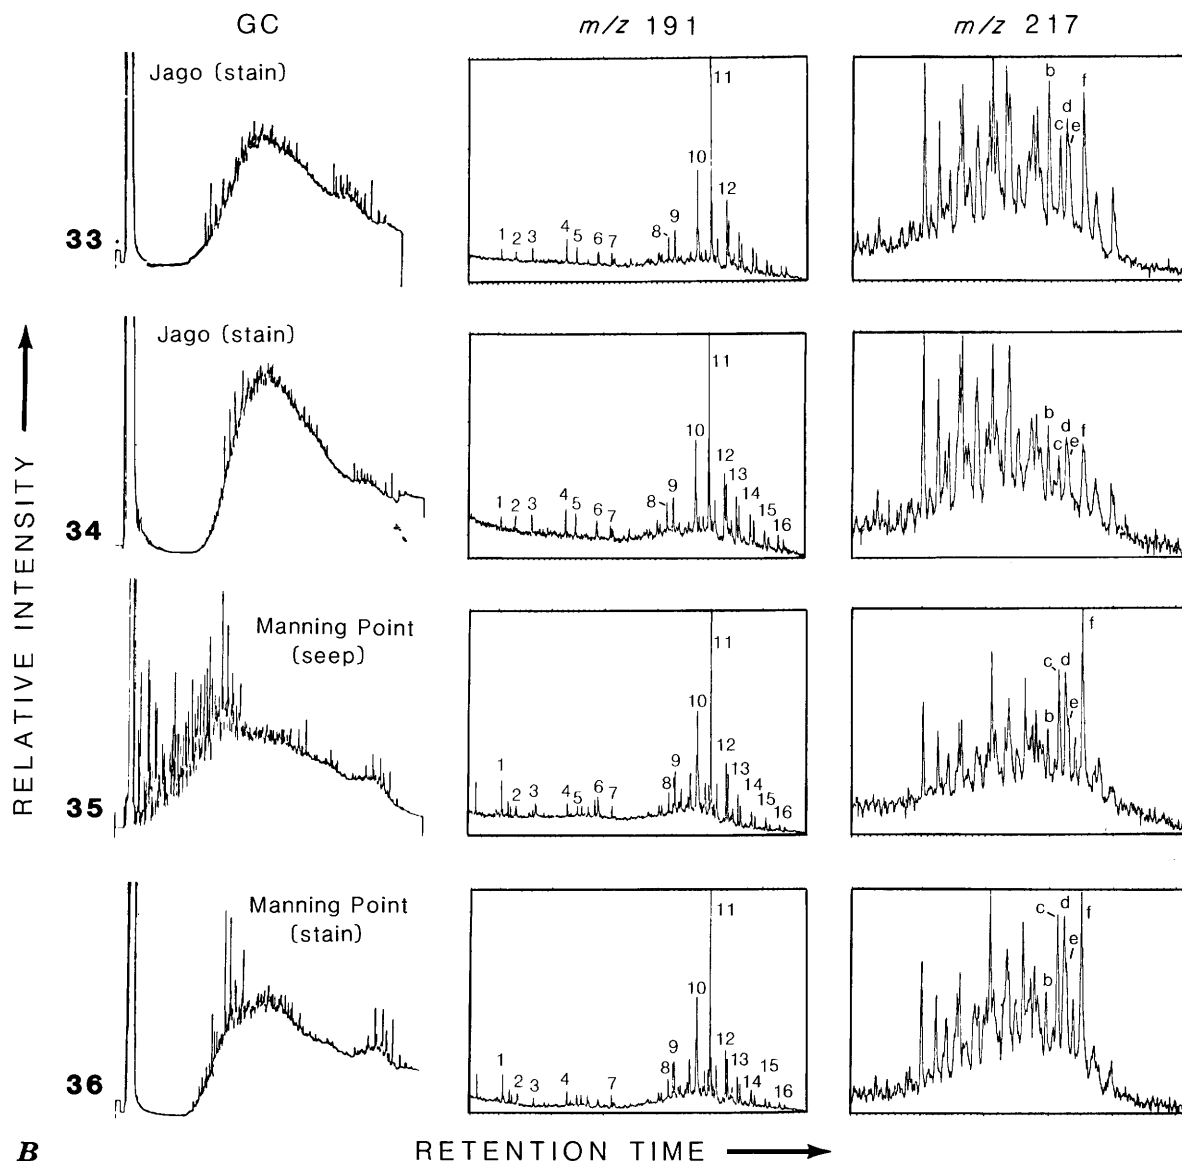 GC m/z 191 m/z 217
RELATIVE INTENSITY
33
Jago (stain)
1 2 3 4 5 6 7 8 9 10 11 12
b c d e f
34
Jago (stain)
1 2 3 4 5 6 7 8 9 10 11 12 13 14 15 16
b c d e f
35
Manning Point
(seep)
1 2 3 4 5 6 7 8 9 10 11 12 13 14 15 16
b c d e f
36
Manning Point
(stain)
1 2 3 4 7 8 9 10 11 12 13 14 15 16
b c d e f
B RETENTION TIME